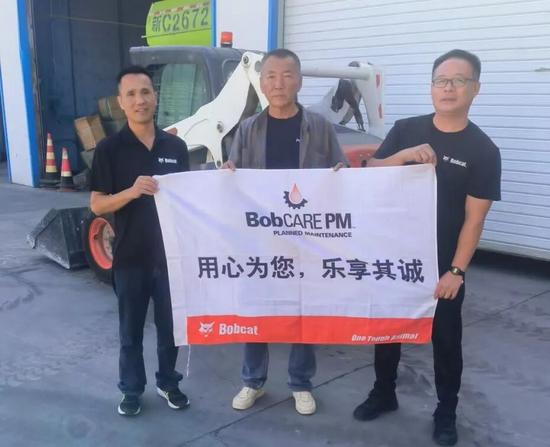 新C2672
Bobcat
Bobcat
BobCARE PM
PLANNED MAINTENANCE
用心为您，乐享其诚
Bobcat
One Tough Animal